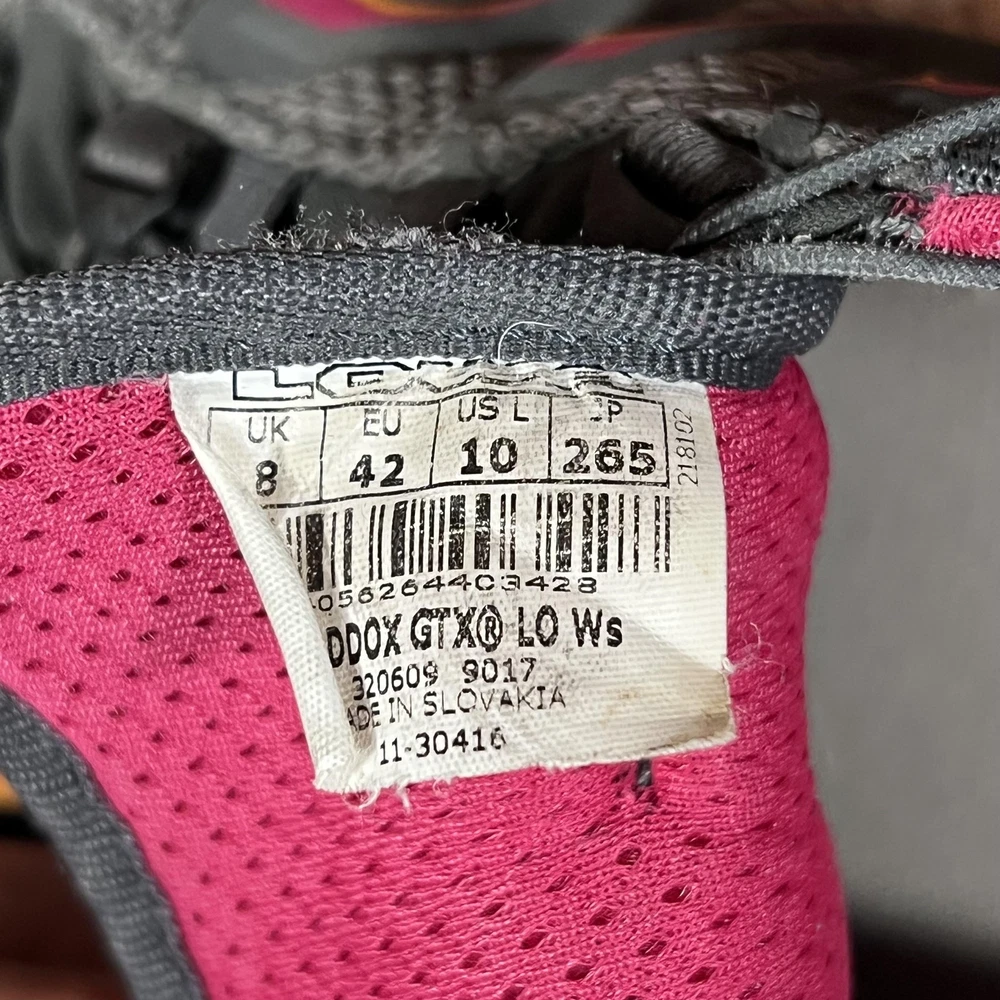 UK EU US L JP
8 42 10 265
218102
056264403428
DDOX GTX® LO Ws
320609 9017
ADE IN SLOVAKIA
11-30416